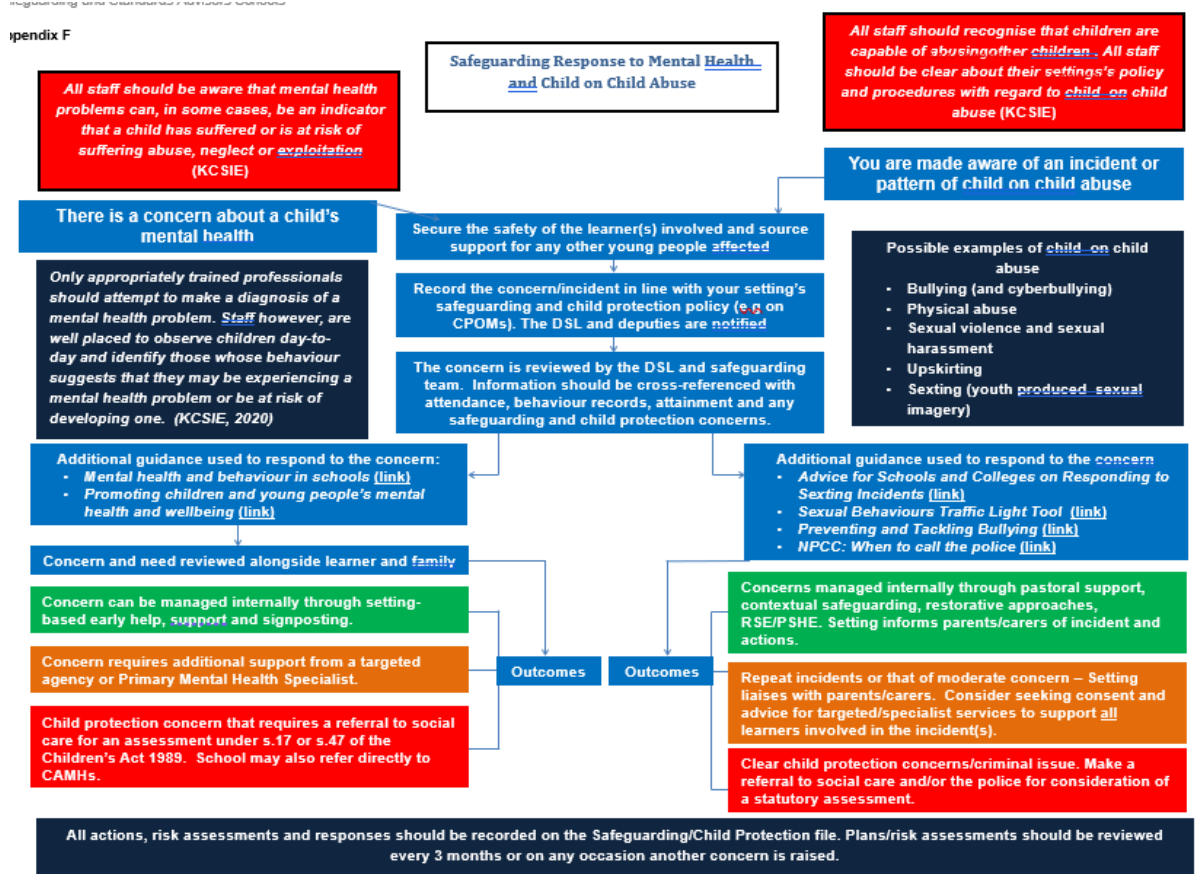 Safeguarding and Standards Advisors Schools
ppendix F
Safeguarding Response to Mental Health
and Child on Child Abuse
All staff should be aware that mental health
problems can, in some cases, be an indicator
that a child has suffered or is at risk of
suffering abuse, neglect or exploitation
(KCSIE)
All staff should recognise that children are
capable of abusingother children . All staff
should be clear about their settings's policy
and procedures with regard to child on child
abuse (KCSIE)
You are made aware of an incident or
pattern of child on child abuse
There is a concern about a child's
mental health
Secure the safety of the learner(s) involved and source
support for any other young people affected
Record the concern/incident in line with your setting's
safeguarding and child protection policy (e.g on
CPOMs). The DSL and deputies are notified
The concern is reviewed by the DSL and safeguarding
team. Information should be cross-referenced with
attendance, behaviour records, attainment and any
safeguarding and child protection concerns.
Only appropriately trained professionals
should attempt to make a diagnosis of a
mental health problem. Staff however, are
well placed to observe children day-to-
day and identify those whose behaviour
suggests that they may be experiencing a
mental health problem or be at risk of
developing one. (KCSIE, 2020)
Possible examples of child on child
abuse
• Bullying (and cyberbullying)
• Physical abuse
• Sexual violence and sexual
harassment
• Upskirting
• Sexting (youth produced sexual
imagery)
Additional guidance used to respond to the concern:
• Mental health and behaviour in schools (link)
• Promoting children and young people's mental
health and wellbeing (link)
Additional guidance used to respond to the concern
• Advice for Schools and Colleges on Responding to
Sexting Incidents (link)
• Sexual Behaviours Traffic Light Tool (link)
• Preventing and Tackling Bullying (link)
• NPCC: When to call the police (link)
Concern and need reviewed alongside learner and family
Concern can be managed internally through setting-
based early help, support and signposting.
Concern requires additional support from a targeted
agency or Primary Mental Health Specialist.
Child protection concern that requires a referral to social
care for an assessment under s.17 or s.47 of the
Children's Act 1989. School may also refer directly to
CAMHs.
Outcomes
Outcomes
Concerns managed internally through pastoral support,
contextual safeguarding, restorative approaches,
RSE/PSHE. Setting informs parents/carers of incident and
actions.
Repeat incidents or that of moderate concern – Setting
liaises with parents/carers. Consider seeking consent and
advice for targeted/specialist services to support all
learners involved in the incident(s).
Clear child protection concerns/criminal issue. Make a
referral to social care and/or the police for consideration of
a statutory assessment.
All actions, risk assessments and responses should be recorded on the Safeguarding/Child Protection file. Plans/risk assessments should be reviewed
every 3 months or on any occasion another concern is raised.